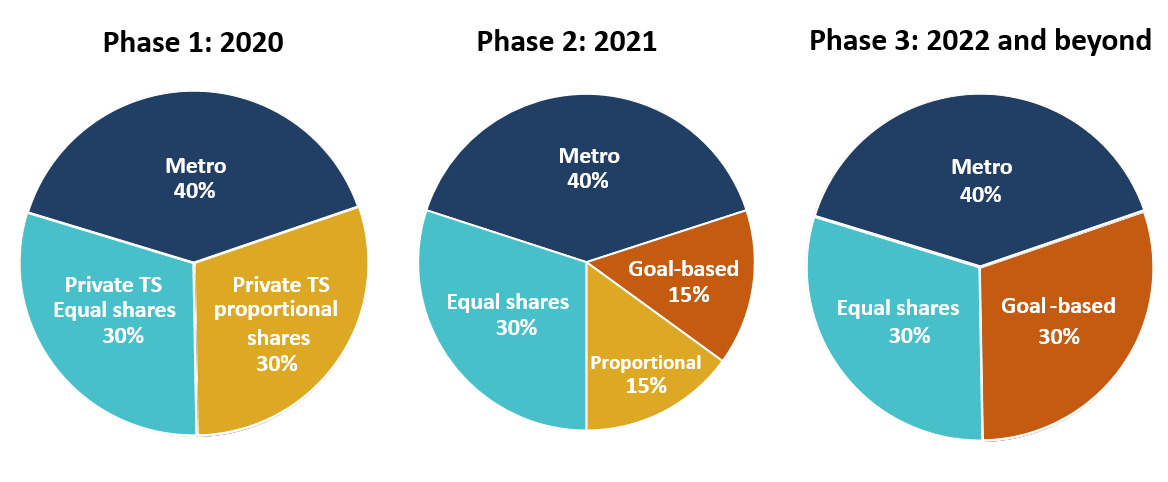 Phase 1: 2020
Metro
40%
Private TS
Equal shares
30%
Private TS
proportional
shares
30%
Phase 2: 2021
Metro
40%
Goal-based
15%
Equal shares
30%
Proportional
15%
Phase 3: 2022 and beyond
Metro
40%
Equal shares
30%
Goal -based
30%